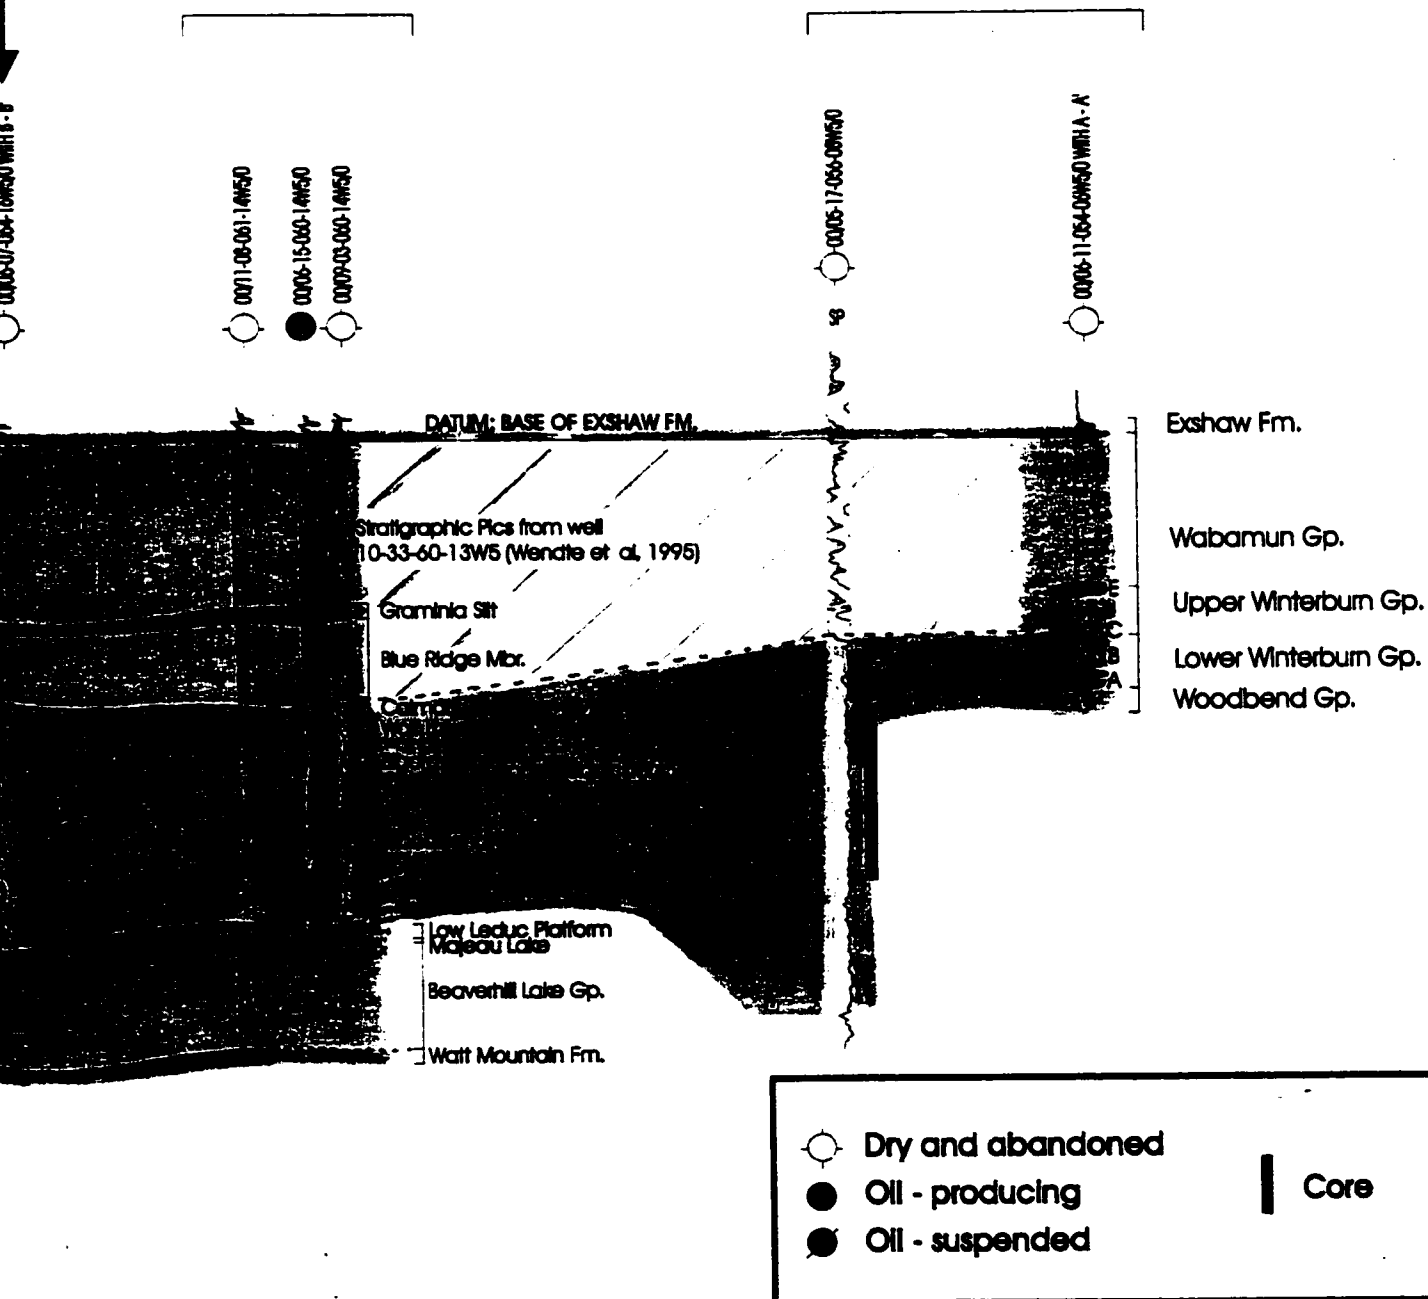 00/11-08-061-14W5/0
00/06-15-060-14W5/0
00/09-03-060-14W5/0
00/05-17-056-08W5/0
00/06-11-054-06W5/0 WITH A - A'
DATUM: BASE OF EXSHAW FM.
Exshaw Fm.
Stratigraphic Pics from well
10-33-60-13W5 (Wendte et al, 1995)
Wabamun Gp.
Graminia Silt
Upper Winterburn Gp.
Blue Ridge Mbr.
Lower Winterburn Gp.
E
C
B
A
Woodbend Gp.
Low Leduc Platform
Majeau Lake
Beaverhill Lake Gp.
Watt Mountain Fm.
Dry and abandoned
Oil - producing
Oil - suspended
Core